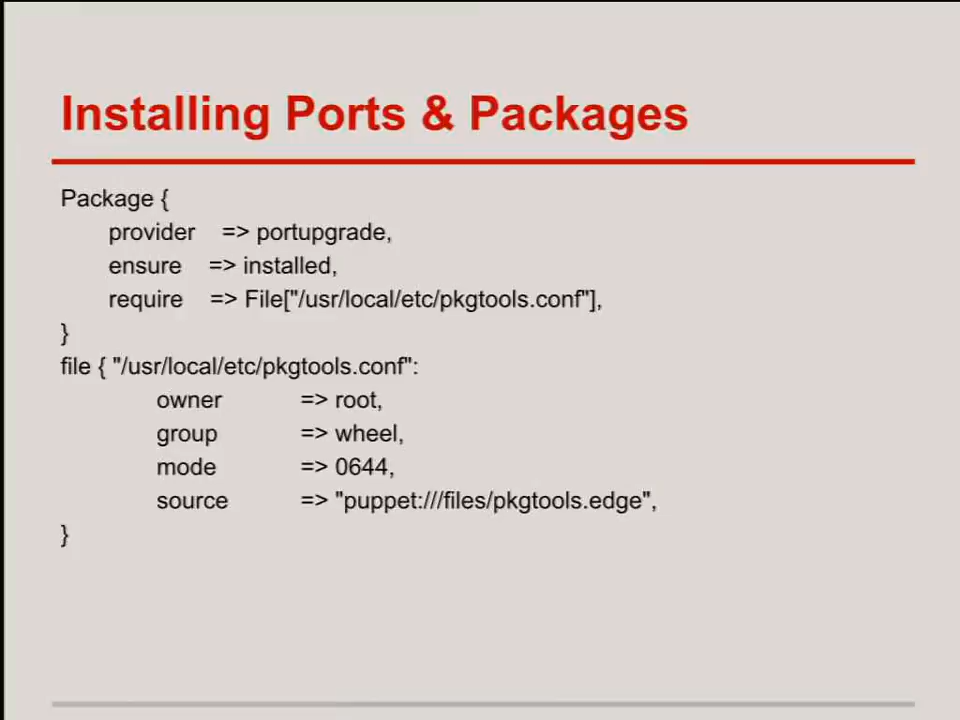 Installing Ports & Packages
Package {
provider => portupgrade,
ensure => installed,
require => File["/usr/local/etc/pkgtools.conf"],
}
file { "/usr/local/etc/pkgtools.conf":
owner => root,
group => wheel,
mode => 0644,
source => "puppet:///files/pkgtools.edge",
}